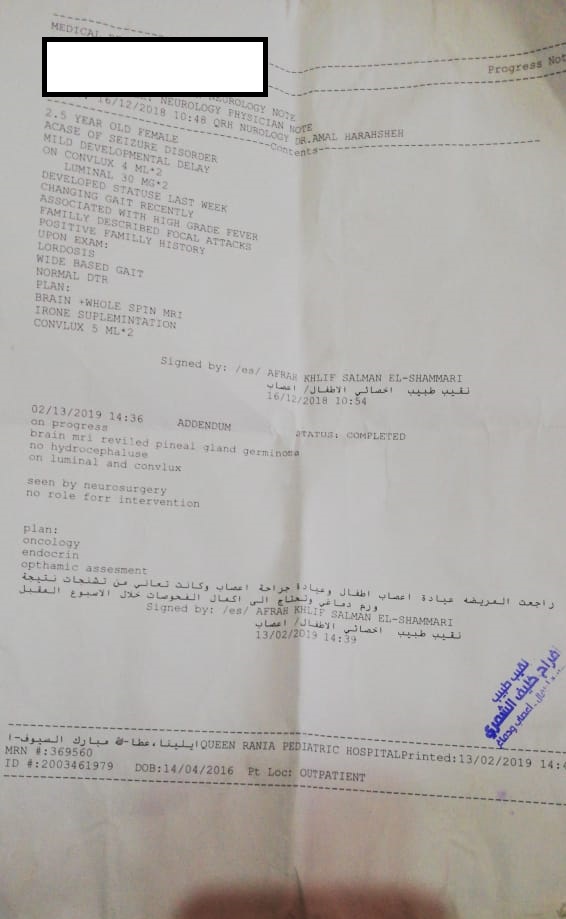 MEDICAL
Progress Not
NEUROLOGY NOTE
NEUROLOGY PHYSICIAN NOTE
16/12/2018 10:48 QRH NUROLOGY DR.AMAL HARAHSHEH
Contents
2.5 YEAR OLD FEMALE
ACASE OF SEIZURE DISORDER
MILD DEVELOPMENTAL DELAY
ON CONVLUX 4 ML*2
LUMINAL 30 MG*2
DEVELOPED STATUSE LAST WEEK
CHANGING GAIT RECENTLY
ASSOCIATED WITH HIGH GRADE FEVER
FAMILLY DESCRIBED FOCAL ATTACKS
POSITIVE FAMILLY HISTORY
UPON EXAM:
LORDOSIS
WIDE BASED GAIT
NORMAL DTR
PLAN:
BRAIN +WHOLE SPIN MRI
IRONE SUPLEMINTATION
CONVLUX 5 ML*2
Signed by: /es/ AFRAH KHLIF SALMAN EL-SHAMMARI
نقيب طبيب اخصائي الاطفال/ اعصاب
16/12/2018 10:54
02/13/2019 14:36 ADDENDUM STATUS: COMPLETED
on progress
brain mri reviled pineal gland germinoma
no hydrocephaluse
on luminal and convlux
seen by neurosurgery
no role forr intervention
plan:
oncology
endocrin
opthamic assesment
راجعت المريضه عيادة اعصاب اطفال وعيادة جراحة اعصاب وكانت تعاني من تشنجات نتيجة
ورم دماغي وتحتاج الى اكمال الفحوصات خلال الاسبوع المقبل
Signed by: /es/ AFRAH KHLIF SALMAN EL-SHAMMARI
نقيب طبيب اخصائي الاطفال/ اعصاب
13/02/2019 14:39
نقيب طبيب
افراح خليف الشمري
ايلينا،عطا-الله مبارك السيوف-ا QUEEN RANIA PEDIATRIC HOSPITAL Printed:13/02/2019 14:4
MRN #:369560
ID #:2003461979 DOB:14/04/2016 Pt Loc: OUTPATIENT